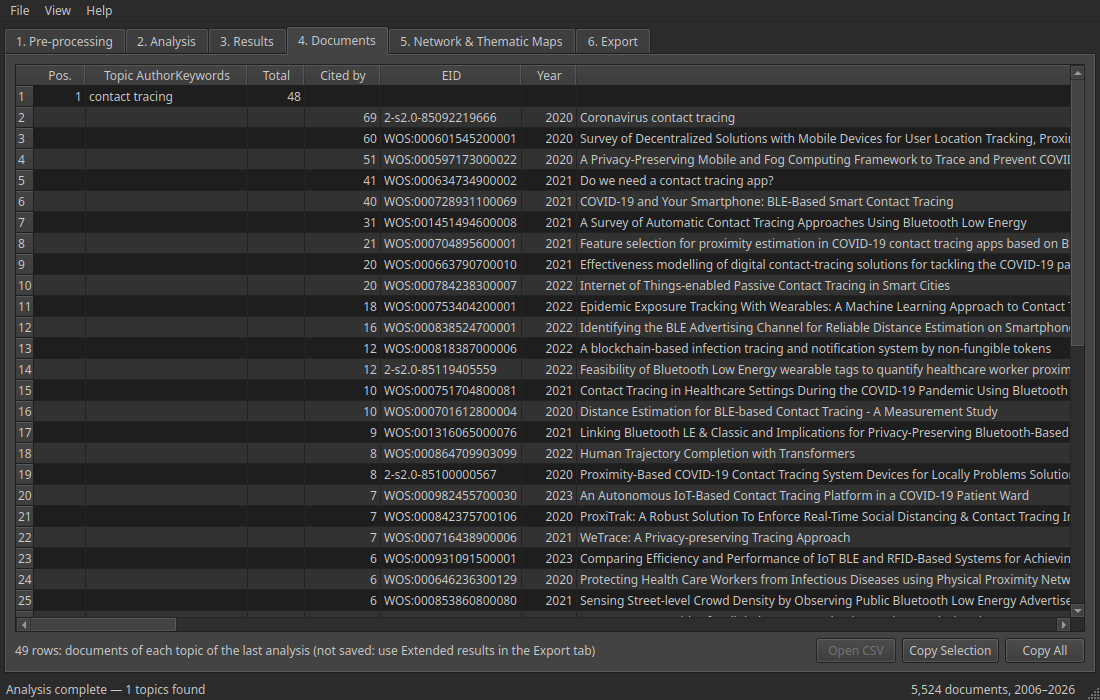 File View Help
1. Pre-processing 2. Analysis 3. Results 4. Documents 5. Network & Thematic Maps 6. Export
Pos. Topic AuthorKeywords Total Cited by EID Year
1 1 contact tracing 48
2 69 2-s2.0-85092219666 2020 Coronavirus contact tracing
3 60 WOS:000601545200001 2020 Survey of Decentralized Solutions with Mobile Devices for User Location Tracking, Proxi
4 51 WOS:000597173000022 2020 A Privacy-Preserving Mobile and Fog Computing Framework to Trace and Prevent COVI
5 41 WOS:000634734900002 2021 Do we need a contact tracing app?
6 40 WOS:000728931100069 2021 COVID-19 and Your Smartphone: BLE-Based Smart Contact Tracing
7 31 WOS:001451494600008 2021 A Survey of Automatic Contact Tracing Approaches Using Bluetooth Low Energy
8 21 WOS:000704895600001 2021 Feature selection for proximity estimation in COVID-19 contact tracing apps based on B
9 20 WOS:000663790700010 2021 Effectiveness modelling of digital contact-tracing solutions for tackling the COVID-19 pa
10 20 WOS:000784238300007 2022 Internet of Things-enabled Passive Contact Tracing in Smart Cities
11 18 WOS:000753404200001 2022 Epidemic Exposure Tracking With Wearables: A Machine Learning Approach to Contact T
12 16 WOS:000838524700001 2022 Identifying the BLE Advertising Channel for Reliable Distance Estimation on Smartphon
13 12 WOS:000818387000006 2022 A blockchain-based infection tracing and notification system by non-fungible tokens
14 12 2-s2.0-85119405559 2022 Feasibility of Bluetooth Low Energy wearable tags to quantify healthcare worker proxim
15 10 WOS:000751704800081 2021 Contact Tracing in Healthcare Settings During the COVID-19 Pandemic Using Bluetooth
16 10 WOS:000701612800004 2020 Distance Estimation for BLE-based Contact Tracing - A Measurement Study
17 9 WOS:001316065000076 2021 Linking Bluetooth LE & Classic and Implications for Privacy-Preserving Bluetooth-Based
18 8 WOS:000864709903099 2022 Human Trajectory Completion with Transformers
19 8 2-s2.0-85100000567 2020 Proximity-Based COVID-19 Contact Tracing System Devices for Locally Problems Solutio
20 7 WOS:000982455700030 2023 An Autonomous IoT-Based Contact Tracing Platform in a COVID-19 Patient Ward
21 7 WOS:000842375700106 2020 ProxiTrak: A Robust Solution To Enforce Real-Time Social Distancing & Contact Tracing I
22 7 WOS:000716438900006 2021 WeTrace: A Privacy-preserving Tracing Approach
23 6 WOS:000931091500001 2023 Comparing Efficiency and Performance of IoT BLE and RFID-Based Systems for Achievin
24 6 WOS:000646236300129 2020 Protecting Health Care Workers from Infectious Diseases using Physical Proximity Netw
25 6 WOS:000853860800080 2021 Sensing Street-level Crowd Density by Observing Public Bluetooth Low Energy Advertise
49 rows: documents of each topic of the last analysis (not saved: use Extended results in the Export tab) Open CSV Copy Selection Copy All
Analysis complete — 1 topics found 5,524 documents, 2006–2026